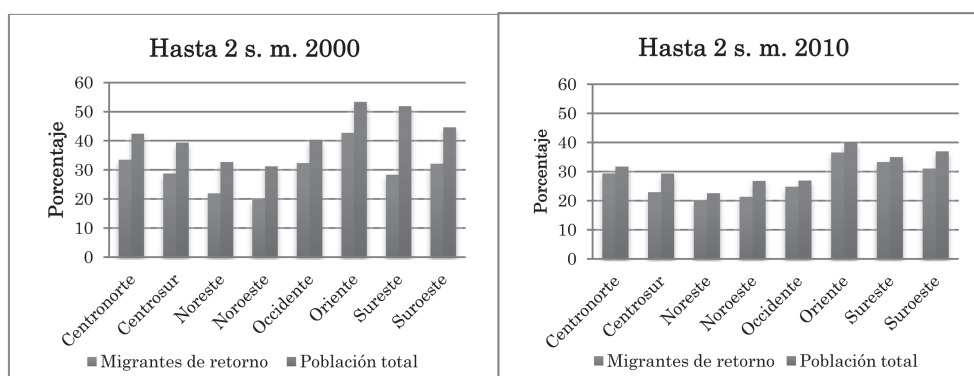 Hasta 2 s. m. 2000
Porcentaje
60
50
40
30
20
10
0
Centronorte
Centrosur
Noreste
Noroeste
Occidente
Oriente
Sureste
Suroeste
Migrantes de retorno Población total
Hasta 2 s. m. 2010
Porcentaje
60
50
40
30
20
10
0
Centronorte
Centrosur
Noreste
Noroeste
Occidente
Oriente
Sureste
Suroeste
Migrantes de retorno Población total